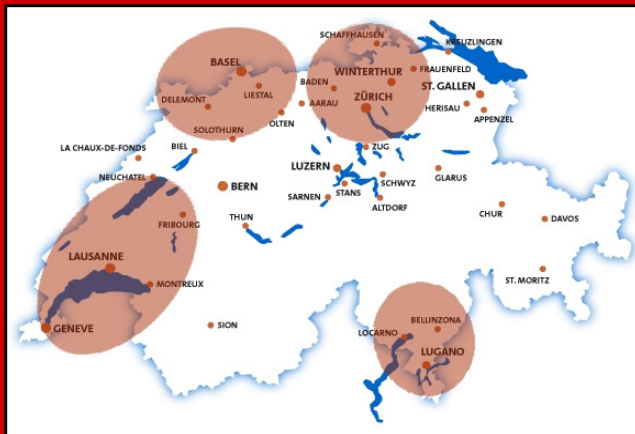 SCHAFFHAUSEN
KREUZLINGEN
BASEL
WINTERTHUR
FRAUENFELD
LIESTAL
BADEN
ST. GALLEN
DELEMONT
AARAU
ZÜRICH
HERISAU
APPENZEL
OLTEN
SOLOTHURN
LA CHAUX-DE-FONDS
BIEL
ZUG
LUZERN
NEUCHATEL
SCHWYZ
GLARUS
BERN
STANS
SARNEN
ALTDORF
THUN
CHUR
DAVOS
FRIBOURG
LAUSANNE
ST. MORITZ
MONTREUX
BELLINZONA
GENEVE
SION
LOCARNO
LUGANO